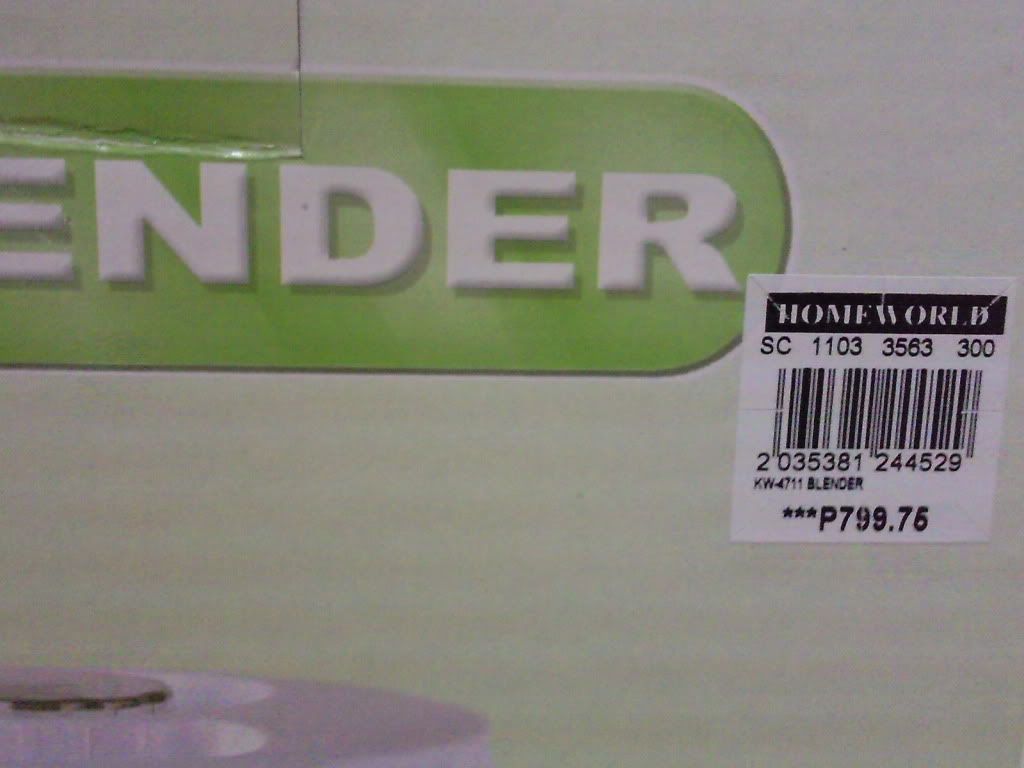 ENDER
HOMEWORLD
SC 1103 3563 300
2 035381 244529
KW-4711 BLENDER
***P799.75